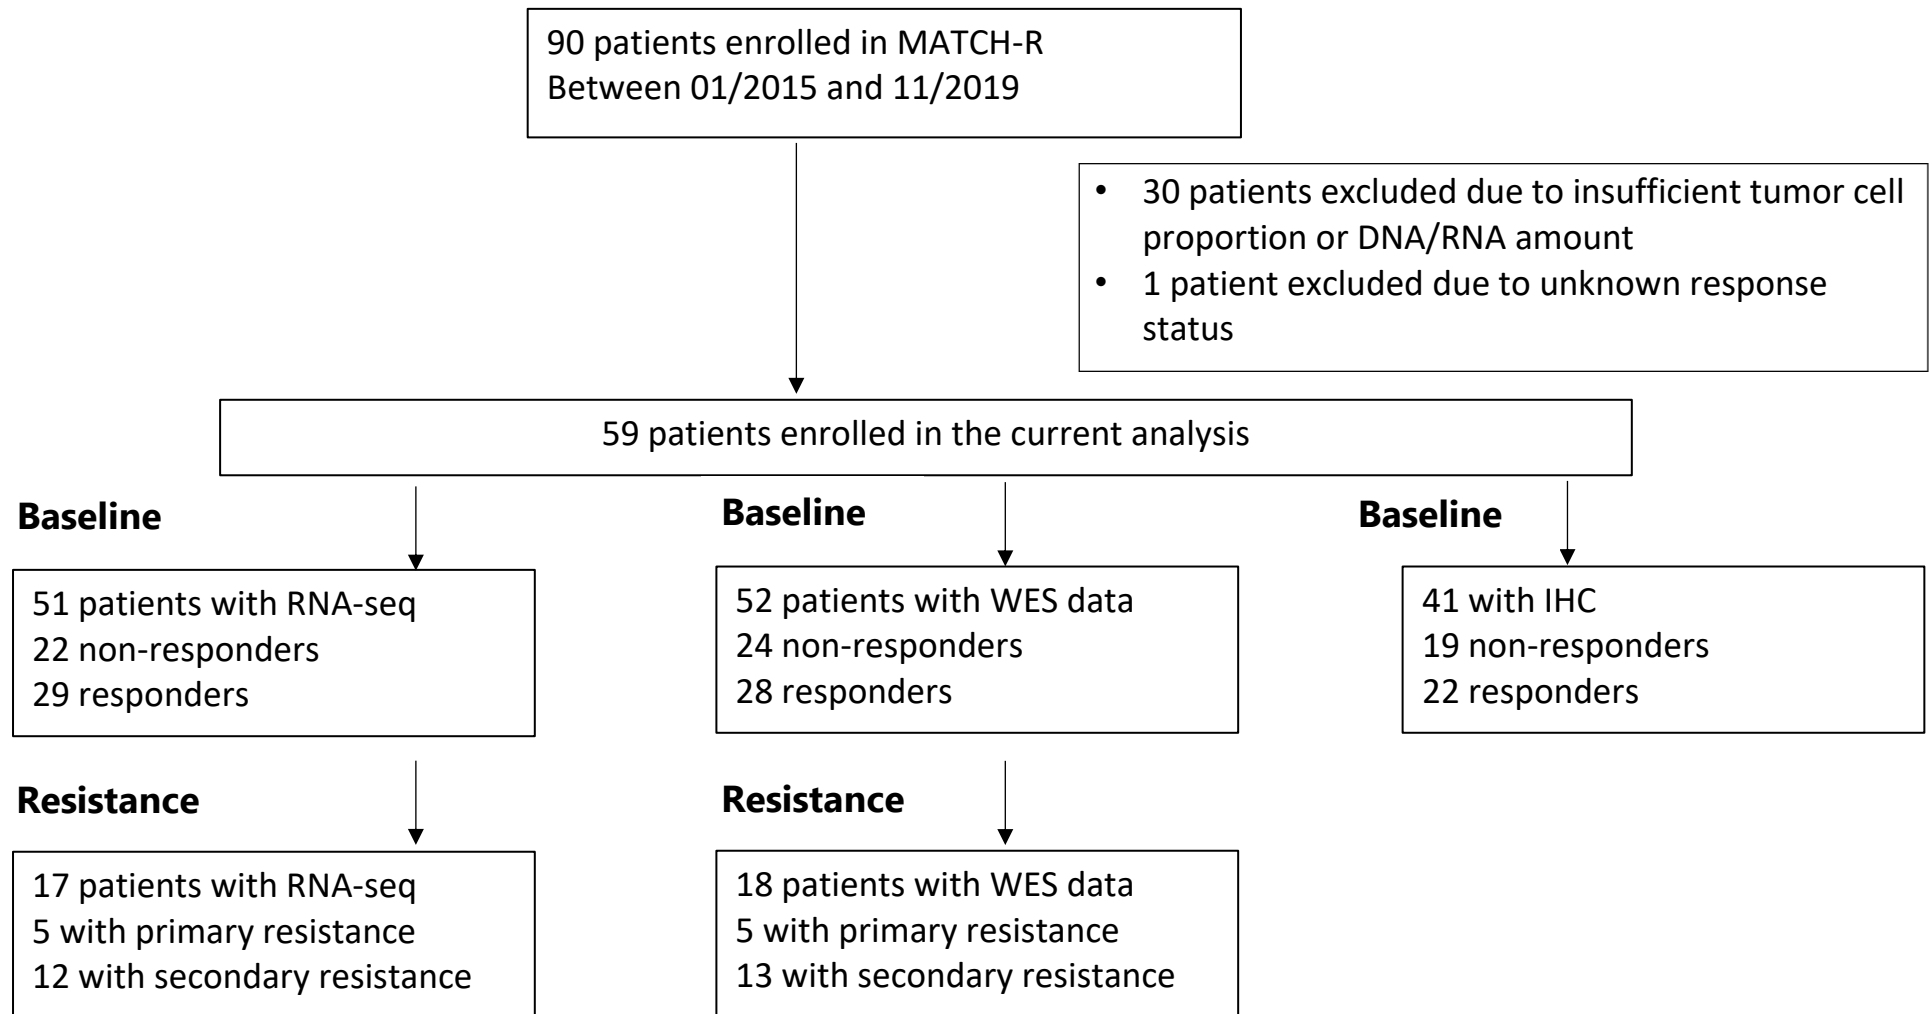 90 patients enrolled in MATCH-R
Between 01/2015 and 11/2019
• 30 patients excluded due to insufficient tumor cell
proportion or DNA/RNA amount
• 1 patient excluded due to unknown response
status
59 patients enrolled in the current analysis
Baseline
51 patients with RNA-seq
22 non-responders
29 responders
Baseline
52 patients with WES data
24 non-responders
28 responders
Baseline
41 with IHC
19 non-responders
22 responders
Resistance
17 patients with RNA-seq
5 with primary resistance
12 with secondary resistance
Resistance
18 patients with WES data
5 with primary resistance
13 with secondary resistance